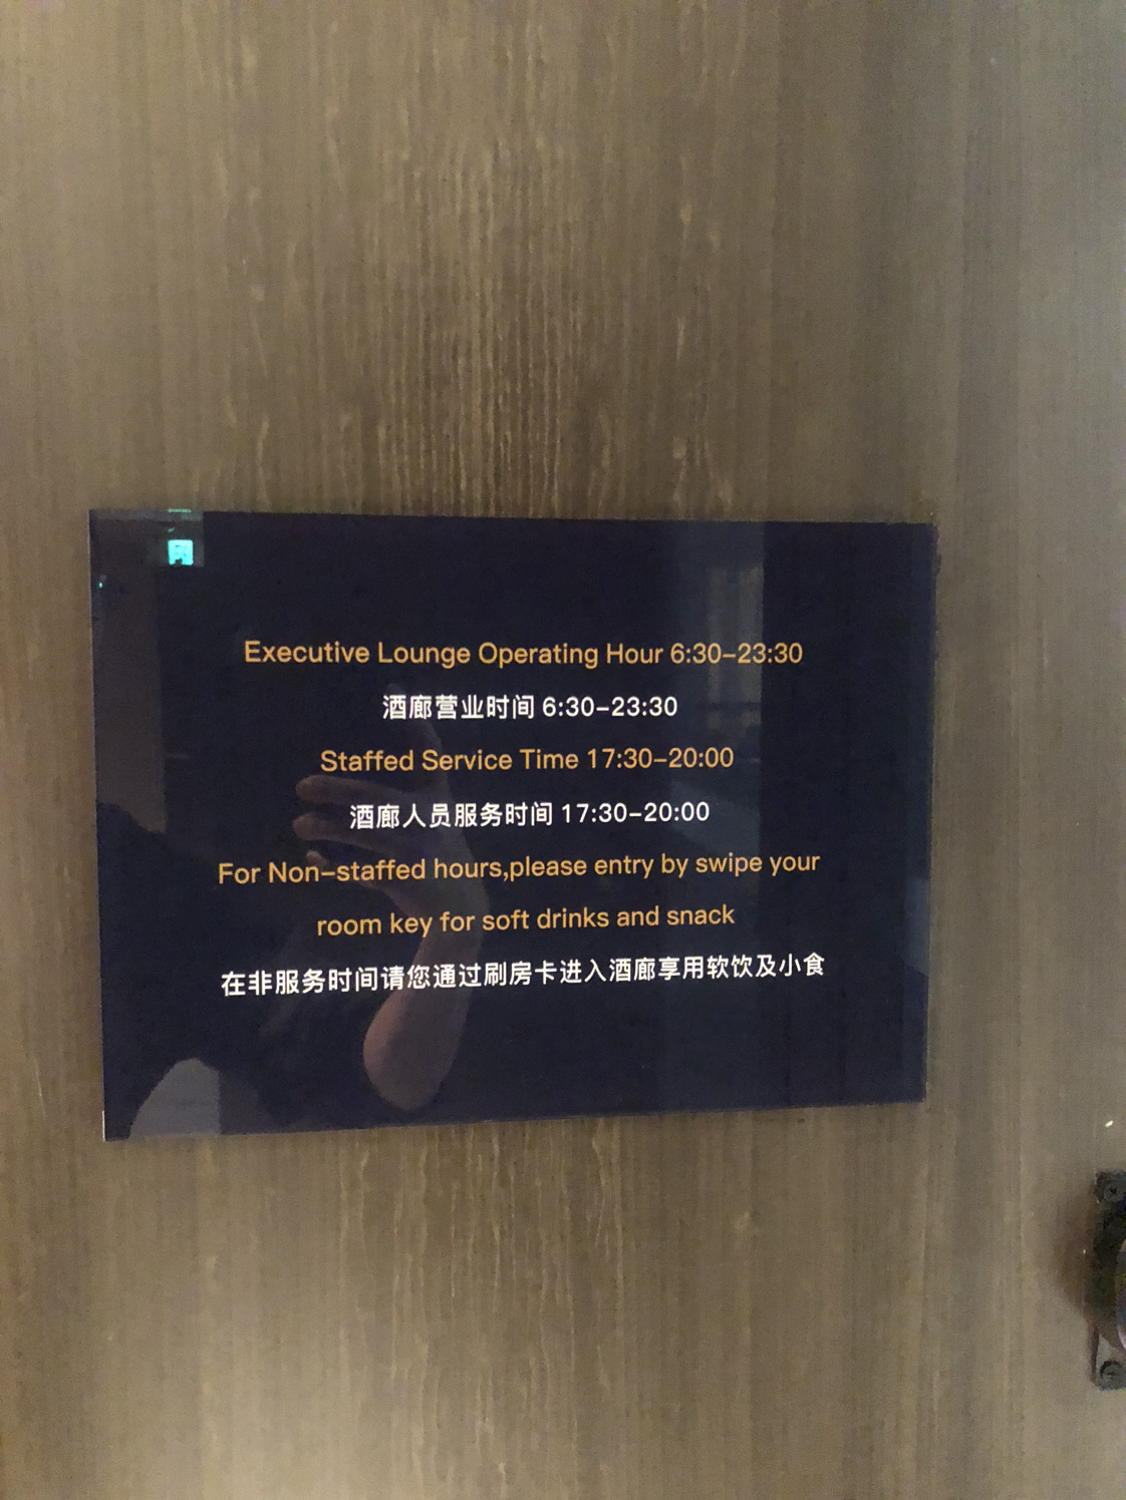 Executive Lounge Operating Hour 6:30–23:30
酒廊营业时间 6:30–23:30
Staffed Service Time 17:30–20:00
酒廊人员服务时间 17:30–20:00
For Non–staffed hours,please entry by swipe your
room key for soft drinks and snack
在非服务时间请您通过刷房卡进入酒廊享用软饮及小食